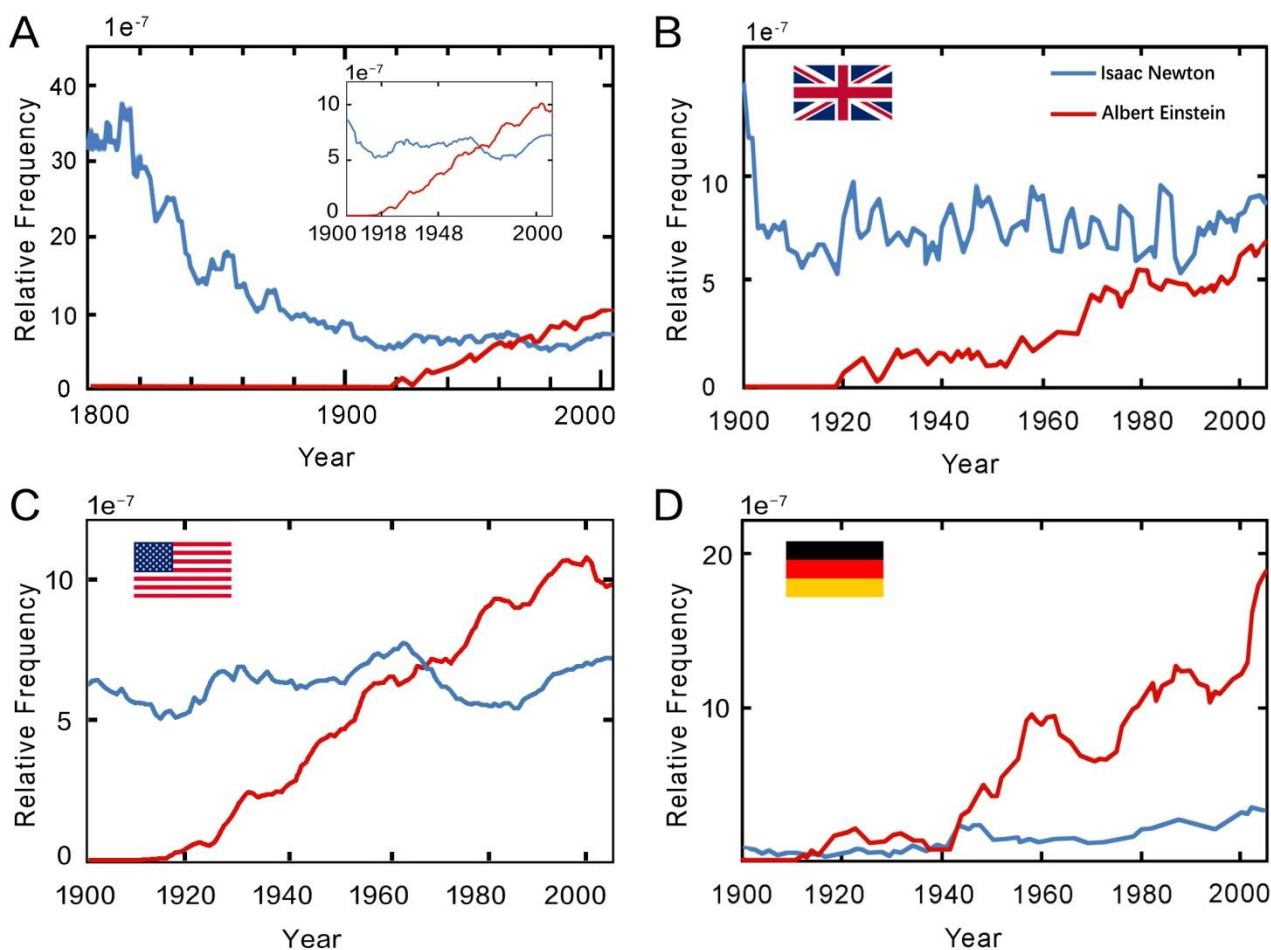 A
1e⁻⁷
Relative Frequency
40
30
20
10
0
1800
1900
2000
Year
1e⁻⁷
10
5
0
1900
1918
1948
2000
B
1e⁻⁷
Isaac Newton
Albert Einstein
Relative Frequency
10
5
0
1900
1920
1940
1960
1980
2000
Year
C
1e⁻⁷
Relative Frequency
10
5
0
1900
1920
1940
1960
1980
2000
Year
D
1e⁻⁷
Relative Frequency
20
10
0
1900
1920
1940
1960
1980
2000
Year